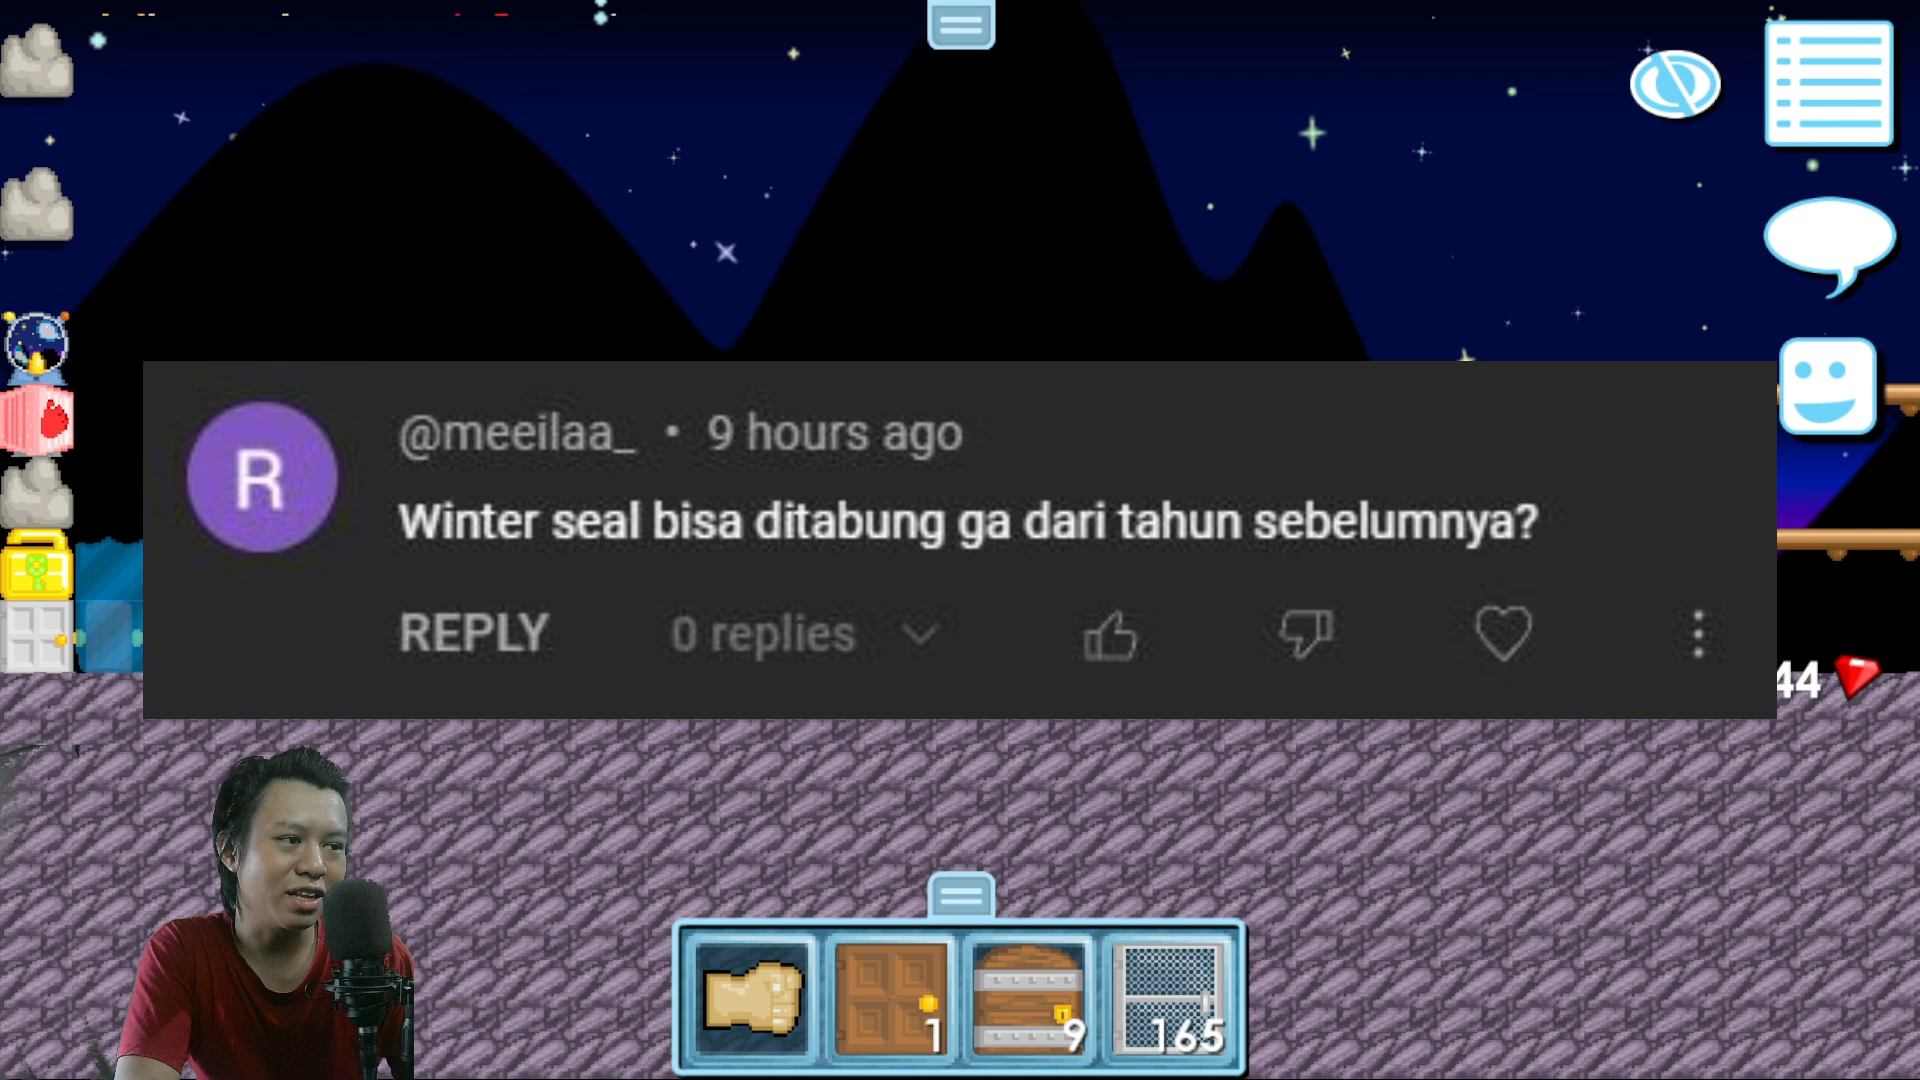 @meeilaa_ • 9 hours ago
Winter seal bisa ditabung ga dari tahun sebelumnya?
R
REPLY 0 replies
44
1 9 165